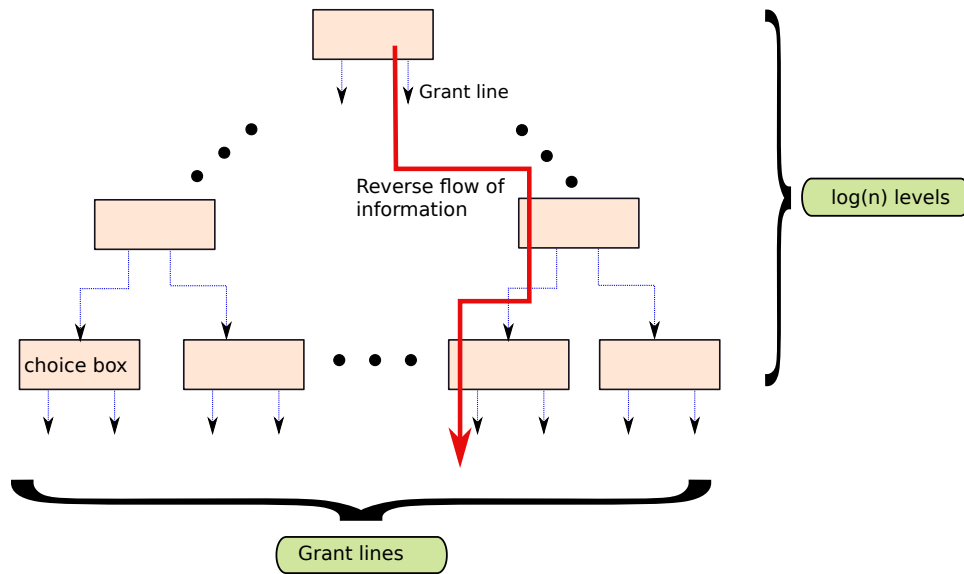 Grant line
Reverse flow of
information
log(n) levels
choice box
Grant lines